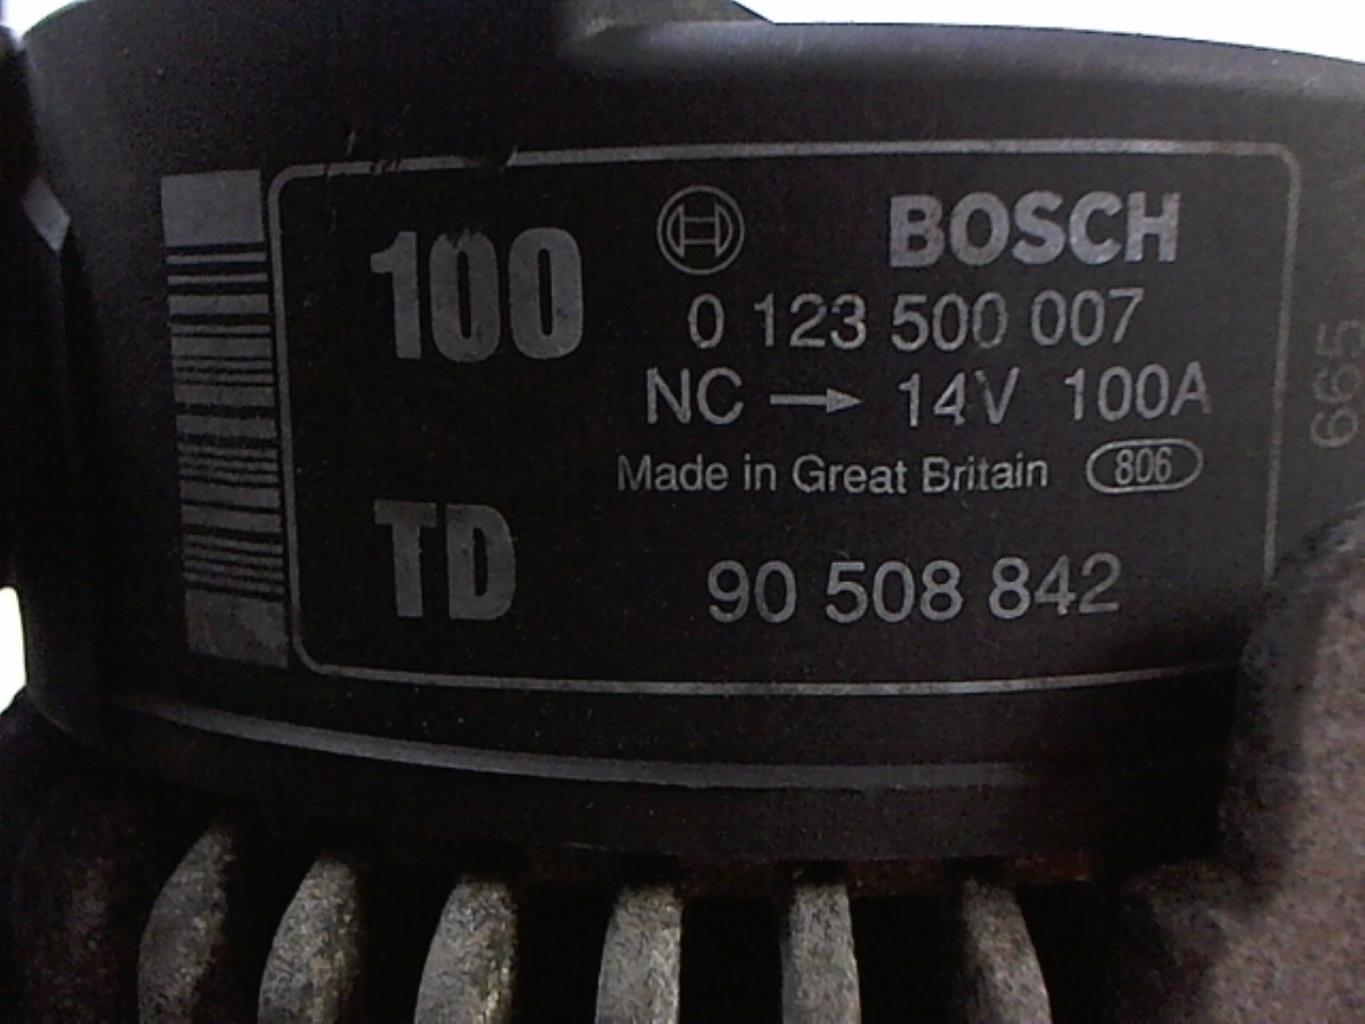 100
BOSCH
0 123 500 007
NC → 14V 100A
Made in Great Britain 806
TD
90 508 842
665